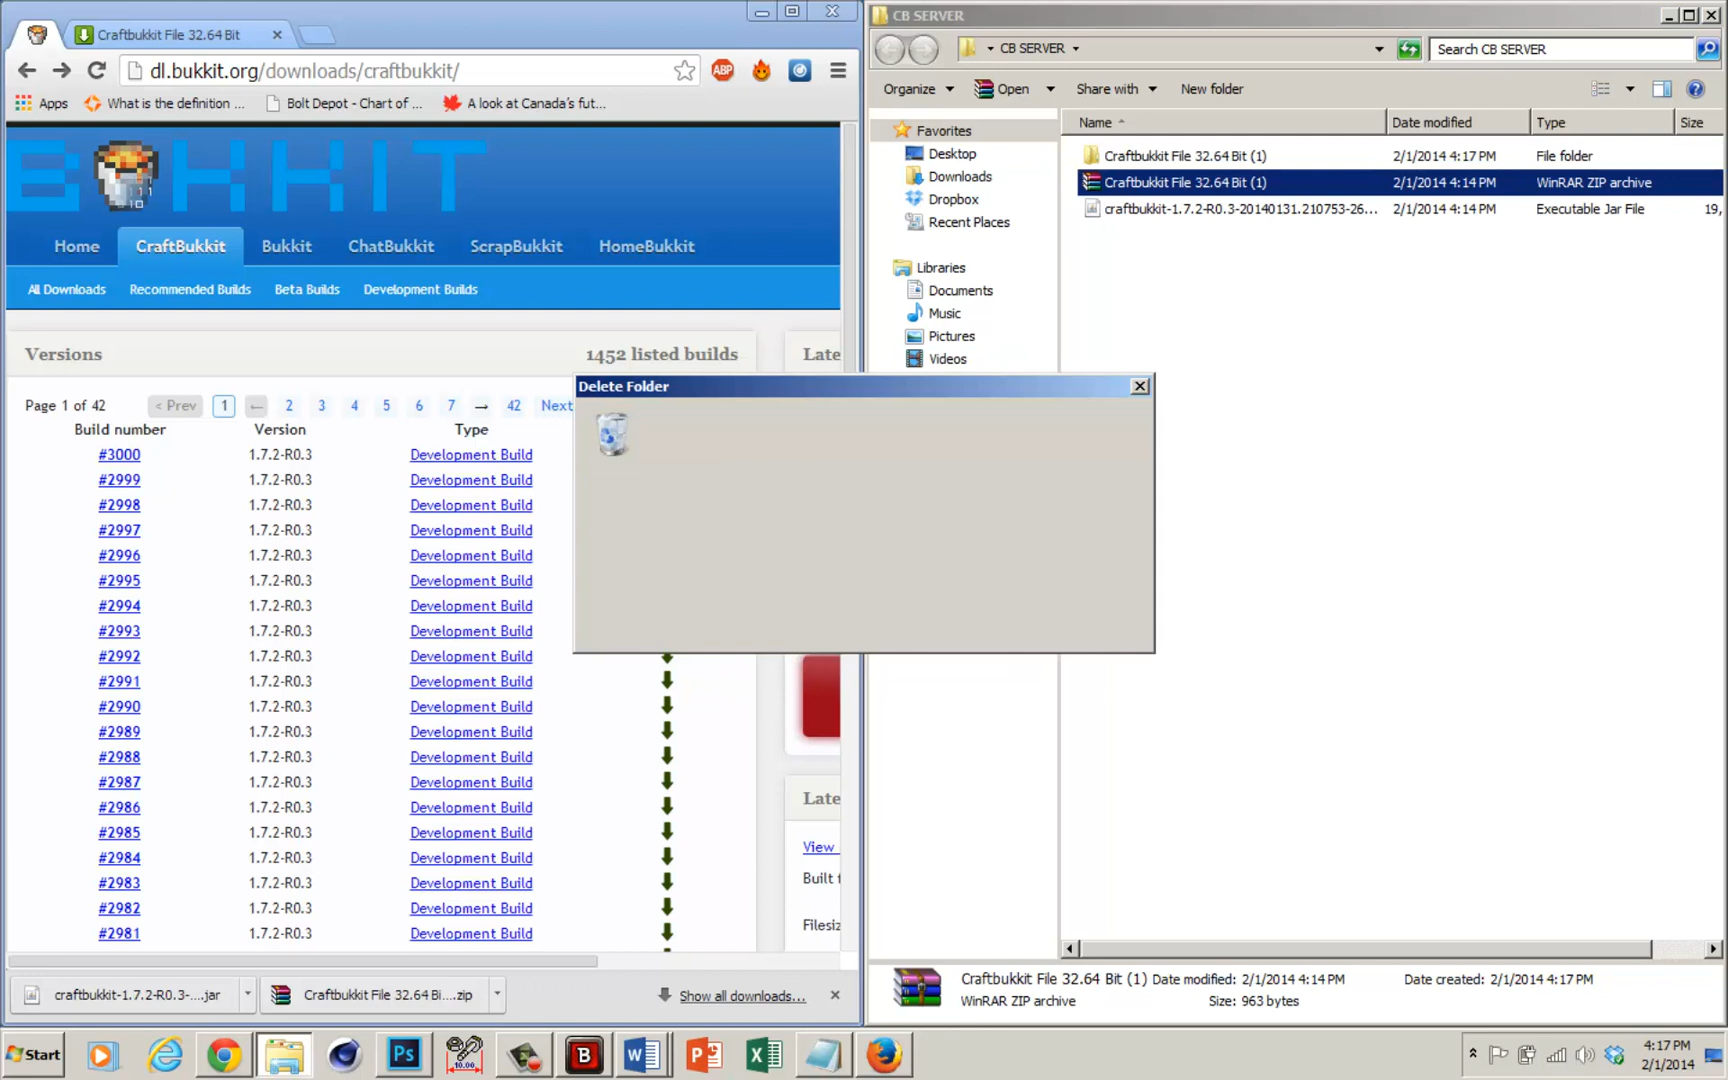 Craftbukkit File 32.64 Bit
dl.bukkit.org/downloads/craftbukkit/
ABP
Apps
What is the definition ...
Bolt Depot - Chart of ...
A look at Canada's fut...
BUKKIT
Home
CraftBukkit
Bukkit
ChatBukkit
ScrapBukkit
HomeBukkit
All Downloads
Recommended Builds
Beta Builds
Development Builds
Versions
1452 listed builds
Late
Page 1 of 42
< Prev
1
←
2
3
4
5
6
7
→
42
Next
Build number
Version
Type
#3000 1.7.2-R0.3 Development Build
#2999 1.7.2-R0.3 Development Build
#2998 1.7.2-R0.3 Development Build
#2997 1.7.2-R0.3 Development Build
#2996 1.7.2-R0.3 Development Build
#2995 1.7.2-R0.3 Development Build
#2994 1.7.2-R0.3 Development Build
#2993 1.7.2-R0.3 Development Build
#2992 1.7.2-R0.3 Development Build
#2991 1.7.2-R0.3 Development Build
#2990 1.7.2-R0.3 Development Build
#2989 1.7.2-R0.3 Development Build
#2988 1.7.2-R0.3 Development Build
#2987 1.7.2-R0.3 Development Build
#2986 1.7.2-R0.3 Development Build
#2985 1.7.2-R0.3 Development Build
#2984 1.7.2-R0.3 Development Build
#2983 1.7.2-R0.3 Development Build
#2982 1.7.2-R0.3 Development Build
#2981 1.7.2-R0.3 Development Build
Late
View
Built f
Filesiz
craftbukkit-1.7.2-R0.3-....jar
Craftbukkit File 32.64 Bi....zip
Show all downloads...
CB SERVER
CB SERVER
Search CB SERVER
Organize
Open
Share with
New folder
Favorites
Desktop
Downloads
Dropbox
Recent Places
Libraries
Documents
Music
Pictures
Videos
Name
Date modified
Type
Size
Craftbukkit File 32.64 Bit (1) 2/1/2014 4:17 PM File folder
Craftbukkit File 32.64 Bit (1) 2/1/2014 4:14 PM WinRAR ZIP archive
craftbukkit-1.7.2-R0.3-20140131.210753-26... 2/1/2014 4:14 PM Executable Jar File 19,
Delete Folder
Craftbukkit File 32.64 Bit (1) Date modified: 2/1/2014 4:14 PM Date created: 2/1/2014 4:17 PM
WinRAR ZIP archive Size: 963 bytes
Start
Ps
10.00
B
W
P
X
4:17 PM
2/1/2014